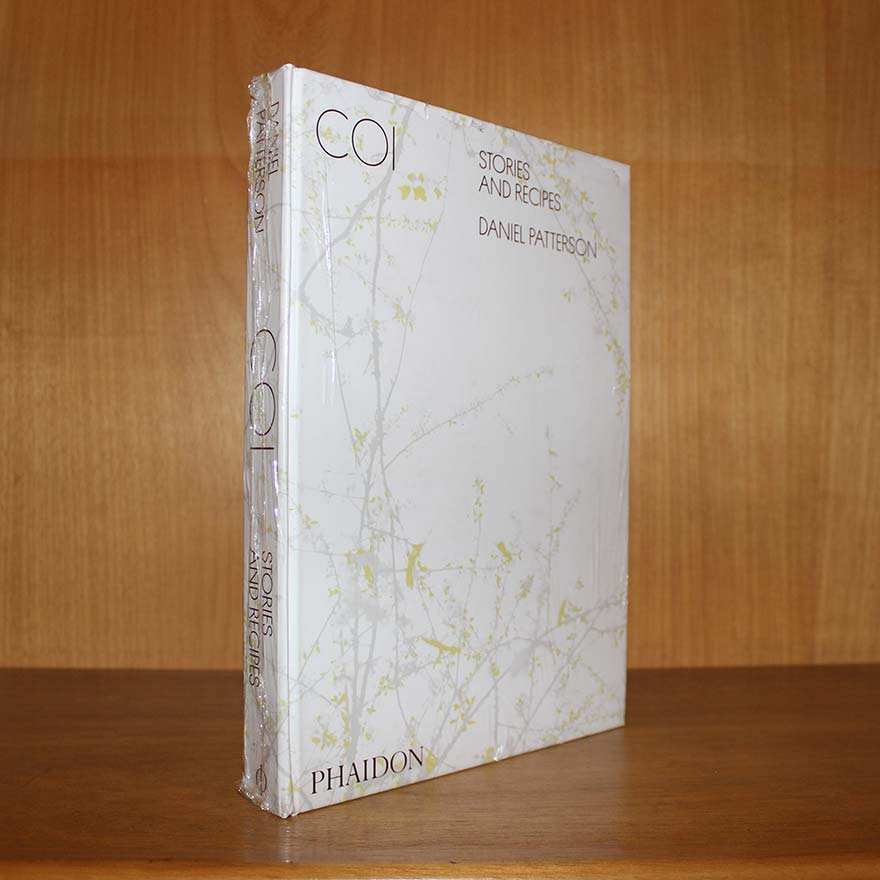 COI
STORIES
AND RECIPES
DANIEL PATTERSON
PHAIDON
DANIEL
PATTERSON
COI
STORIES
AND RECIPES